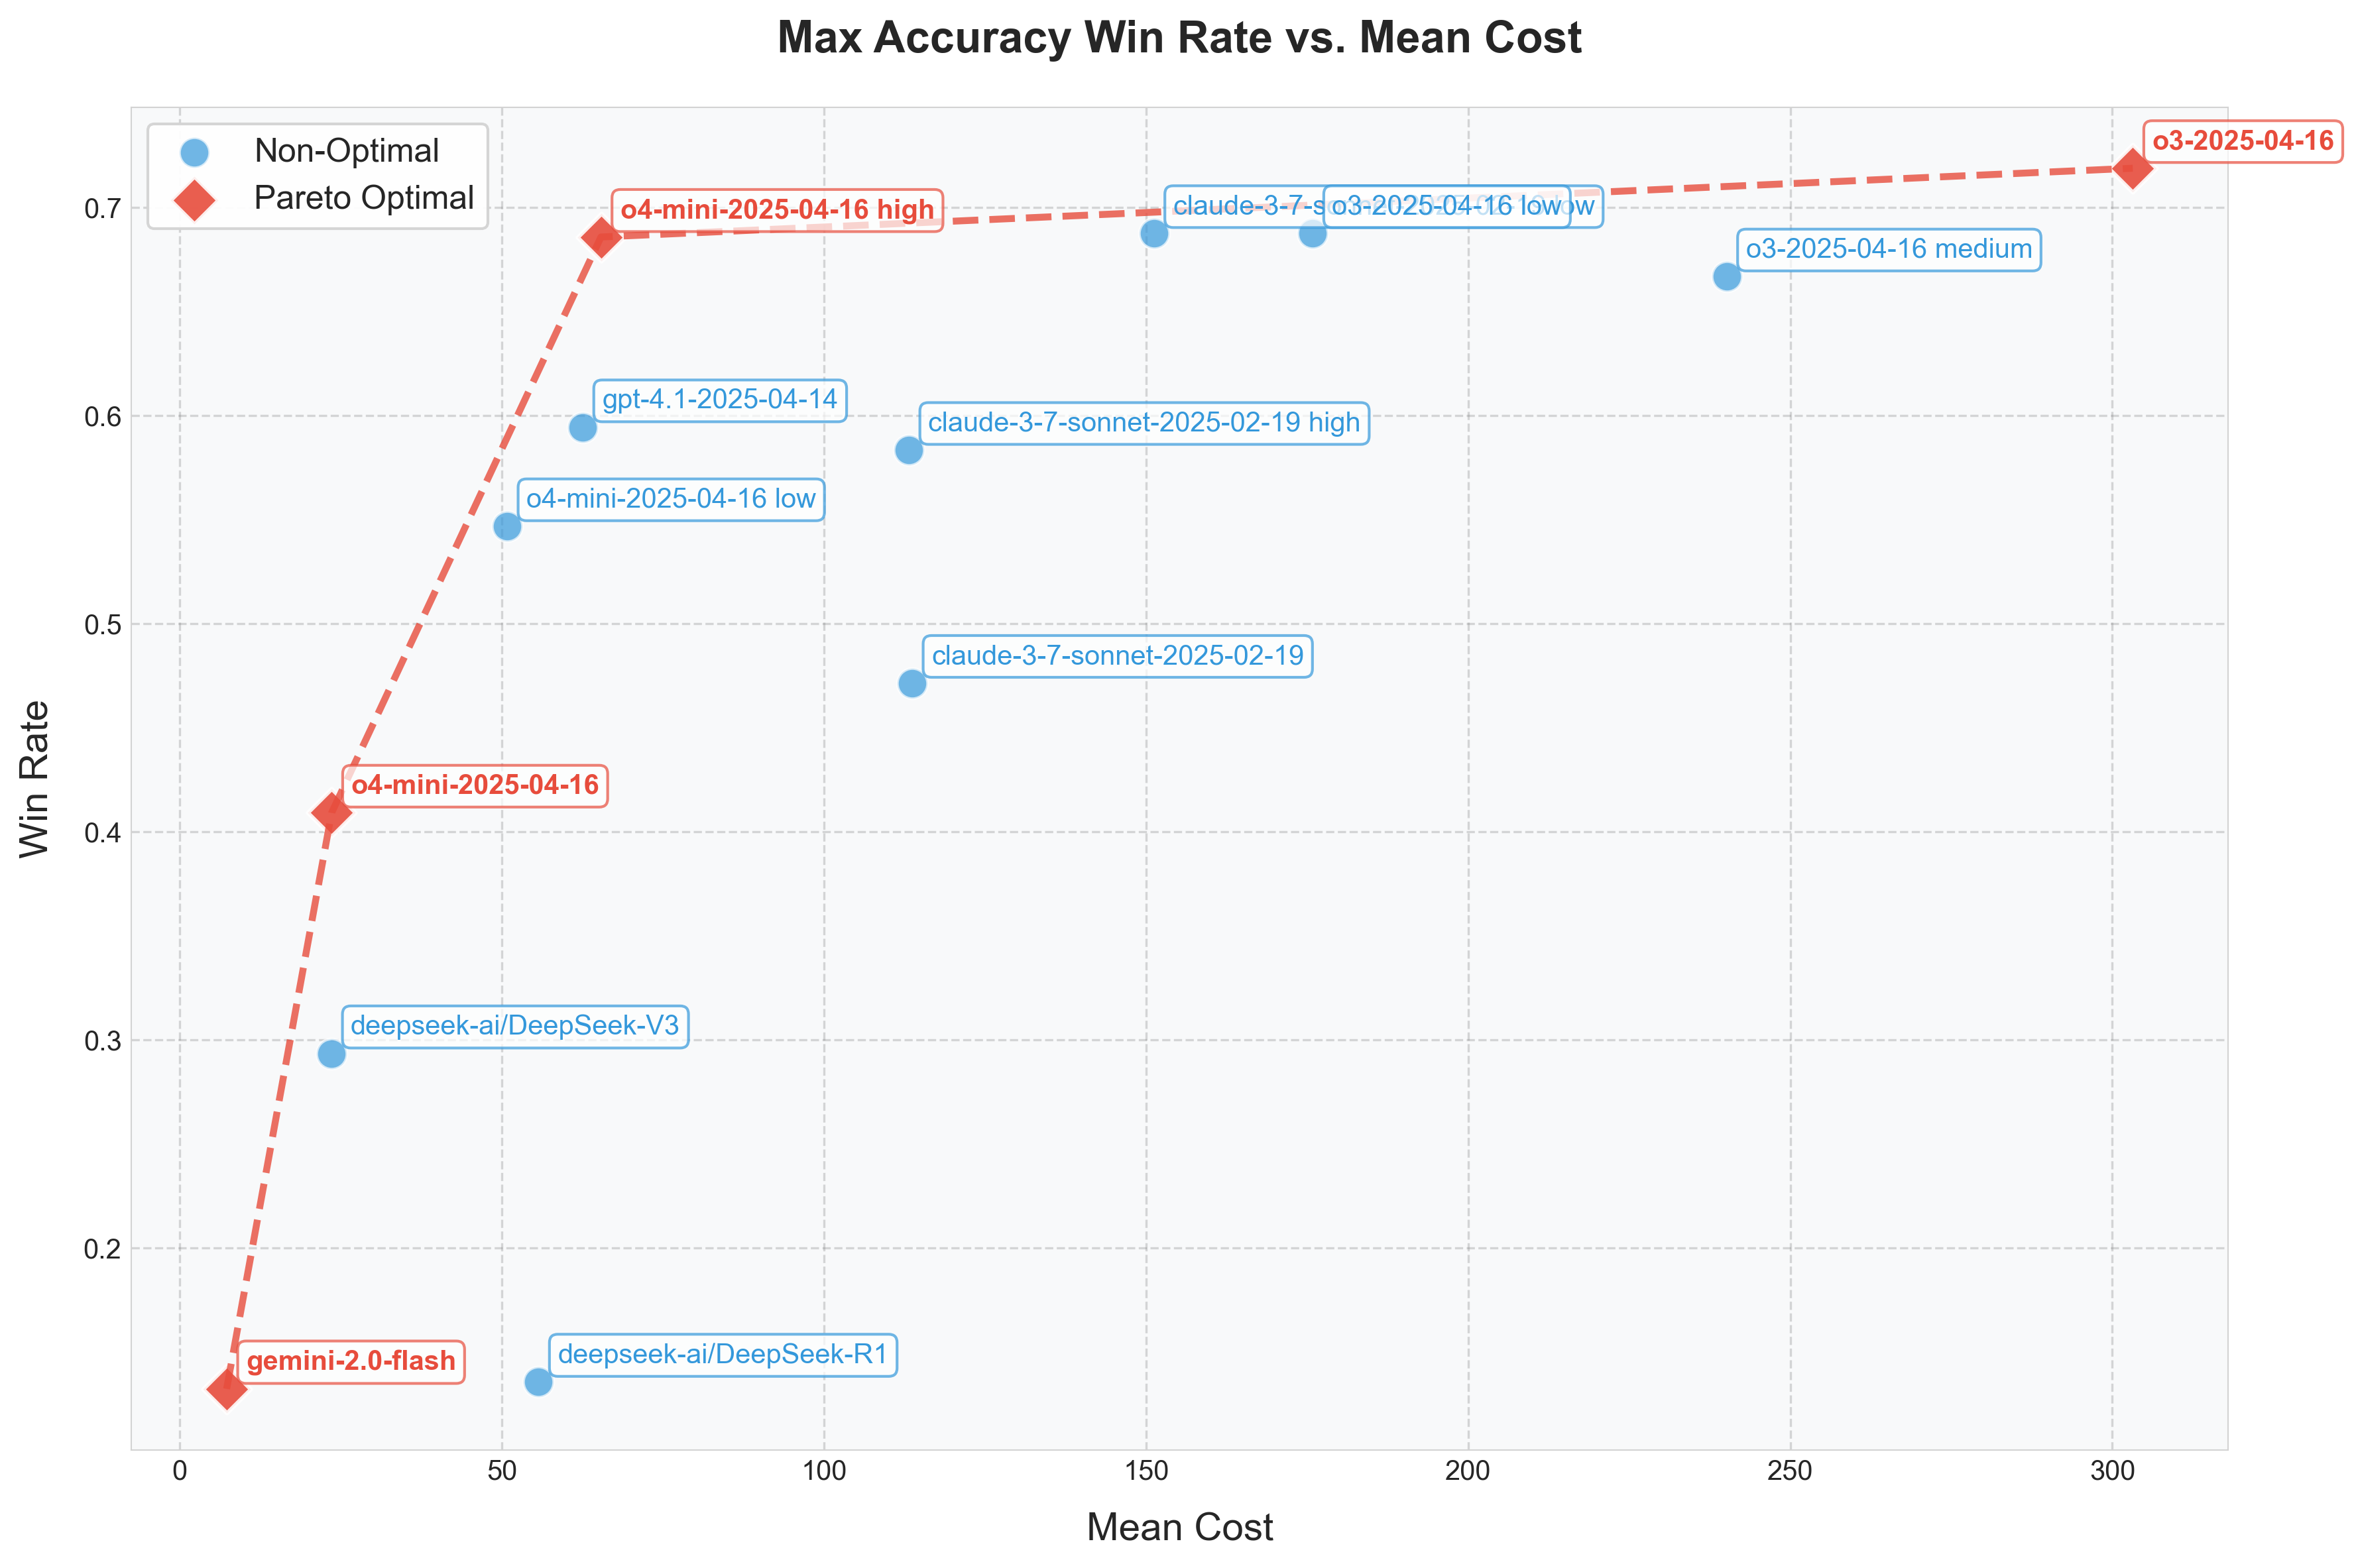 Max Accuracy Win Rate vs. Mean Cost
Non-Optimal
Pareto Optimal
o3-2025-04-16
o4-mini-2025-04-16 high
claude-3-7-s
o3-2025-04-16 low
o3-2025-04-16 medium
gpt-4.1-2025-04-14
claude-3-7-sonnet-2025-02-19 high
o4-mini-2025-04-16 low
claude-3-7-sonnet-2025-02-19
o4-mini-2025-04-16
deepseek-ai/DeepSeek-V3
deepseek-ai/DeepSeek-R1
gemini-2.0-flash
Win Rate
0.7
0.6
0.5
0.4
0.3
0.2
0
50
100
150
200
250
300
Mean Cost